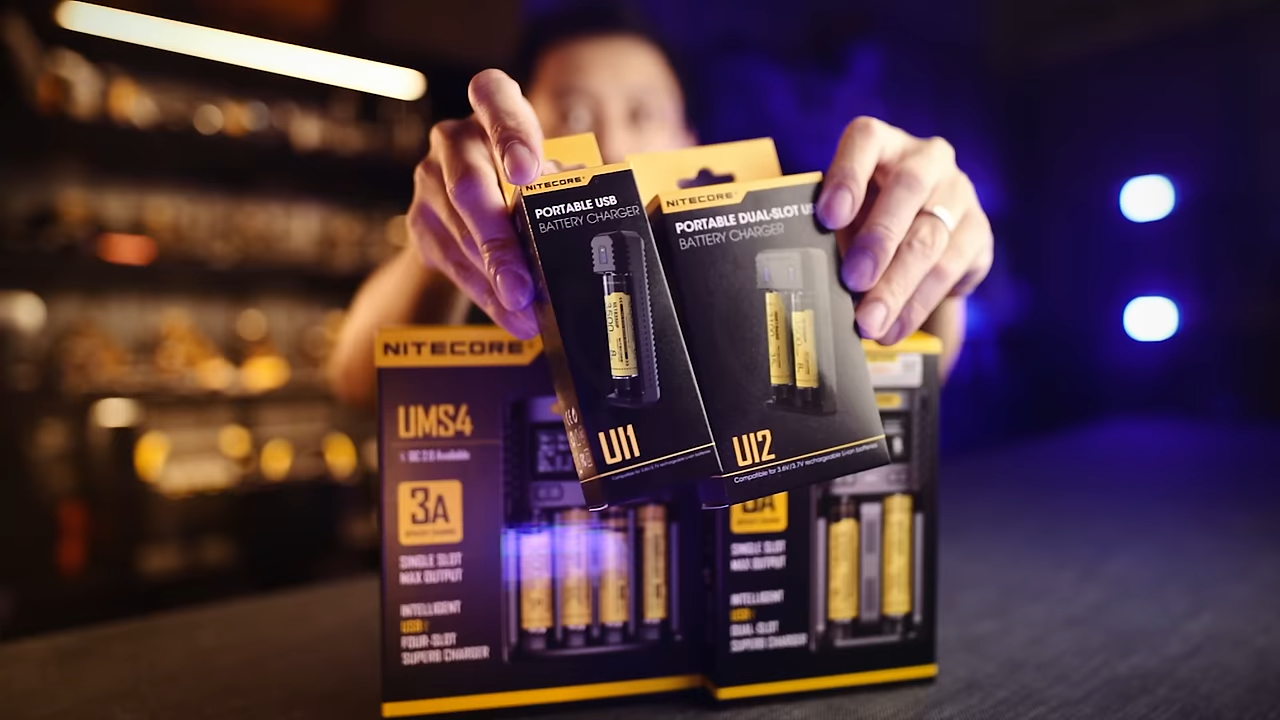 NITECORE
PORTABLE USB
BATTERY CHARGER
UI1
NITECORE
PORTABLE DUAL-SLOT
BATTERY CHARGER
UI2
Compatible for 3.6V/3.7V rechargeable Li-ion batteries
NITECORE
UMS4
QC 2.0 Available
3A
SINGLE SLOT
MAX OUTPUT
INTELLIGENT
USB
FOUR-SLOT
SUPERB CHARGER
3A
SINGLE SLOT
MAX OUTPUT
INTELLIGENT
USB
DUAL-SLOT
SUPERB CHARGER